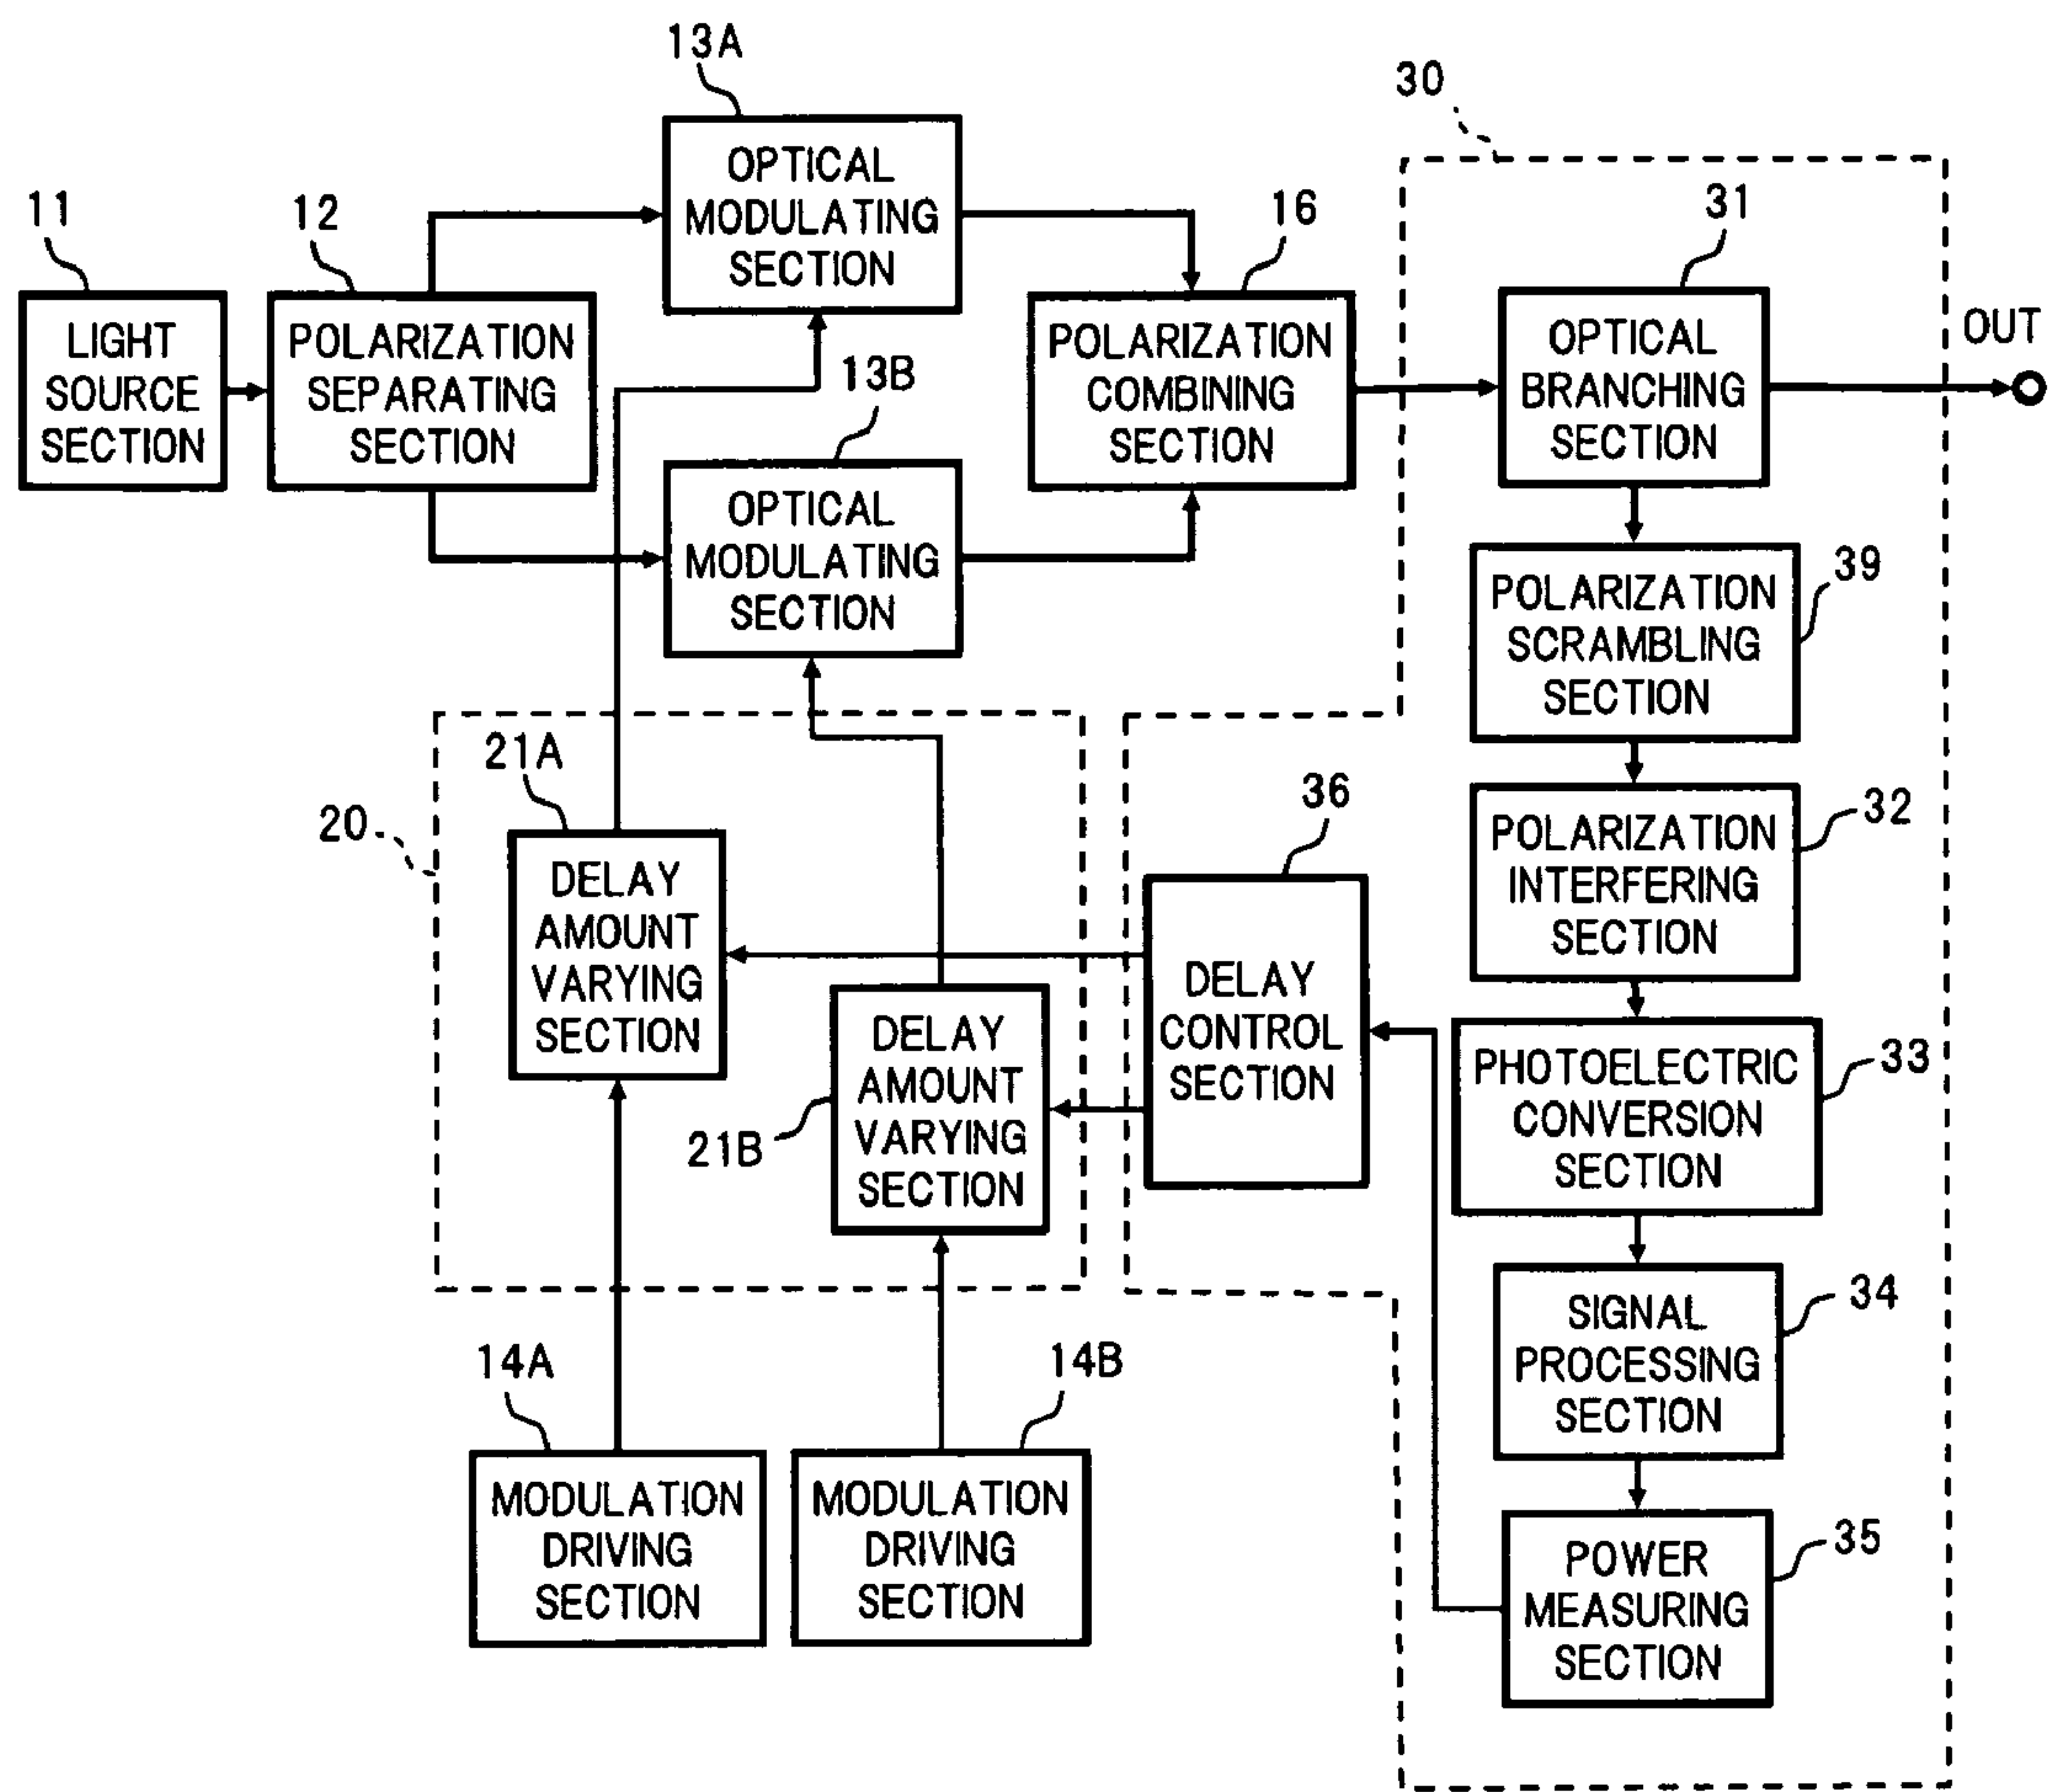 13A
30
OPTICAL
MODULATING
SECTION
11
12
16
31
LIGHT
SOURCE
SECTION
POLARIZATION
SEPARATING
SECTION
13B
POLARIZATION
COMBINING
SECTION
OPTICAL
BRANCHING
SECTION
OUT
OPTICAL
MODULATING
SECTION
POLARIZATION
SCRAMBLING
SECTION
39
21A
20
36
POLARIZATION
INTERFERING
SECTION
32
DELAY
AMOUNT
VARYING
SECTION
DELAY
CONTROL
SECTION
DELAY
AMOUNT
VARYING
SECTION
21B
PHOTOELECTRIC
CONVERSION
SECTION
33
SIGNAL
PROCESSING
SECTION
34
14A
14B
MODULATION
DRIVING
SECTION
MODULATION
DRIVING
SECTION
POWER
MEASURING
SECTION
35